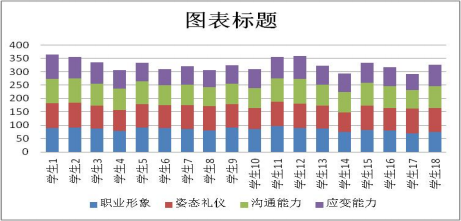 图表标题
400
350
300
250
200
150
100
50
0
学生1
学生2
学生3
学生4
学生5
学生6
学生7
学生8
学生9
学生10
学生11
学生12
学生13
学生14
学生15
学生16
学生17
学生18
职业形象 姿态礼仪 沟通能力 应变能力